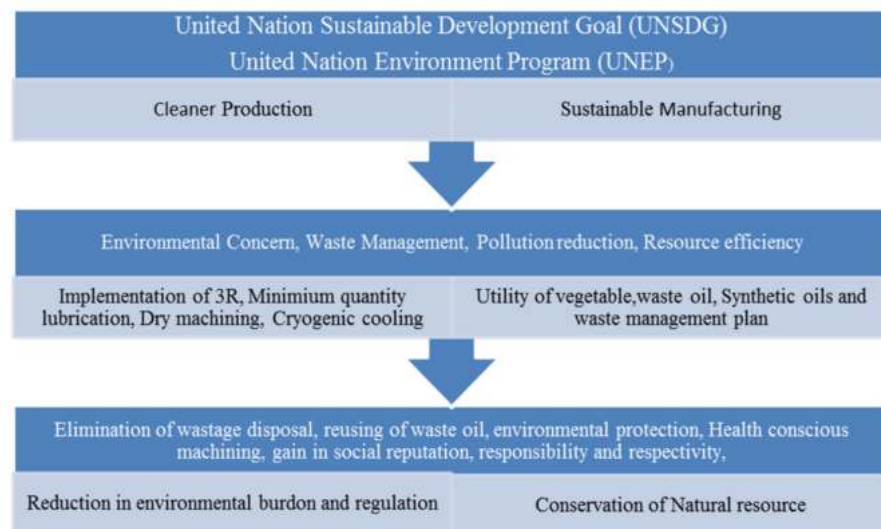 United Nation Sustainable Development Goal (UNSDG)
United Nation Environment Program (UNEP)
Cleaner Production
Sustainable Manufacturing
Environmental Concern, Waste Management, Pollution reduction, Resource efficiency
Implementation of 3R, Minimium quantity
lubrication, Dry machining, Cryogenic cooling
Utility of vegetable,waste oil, Synthetic oils and
waste management plan
Elimination of wastage disposal, reusing of waste oil, environmental protection, Health conscious
machining, gain in social reputation, responsibility and respectivity,
Reduction in environmental burdon and regulation
Conservation of Natural resource